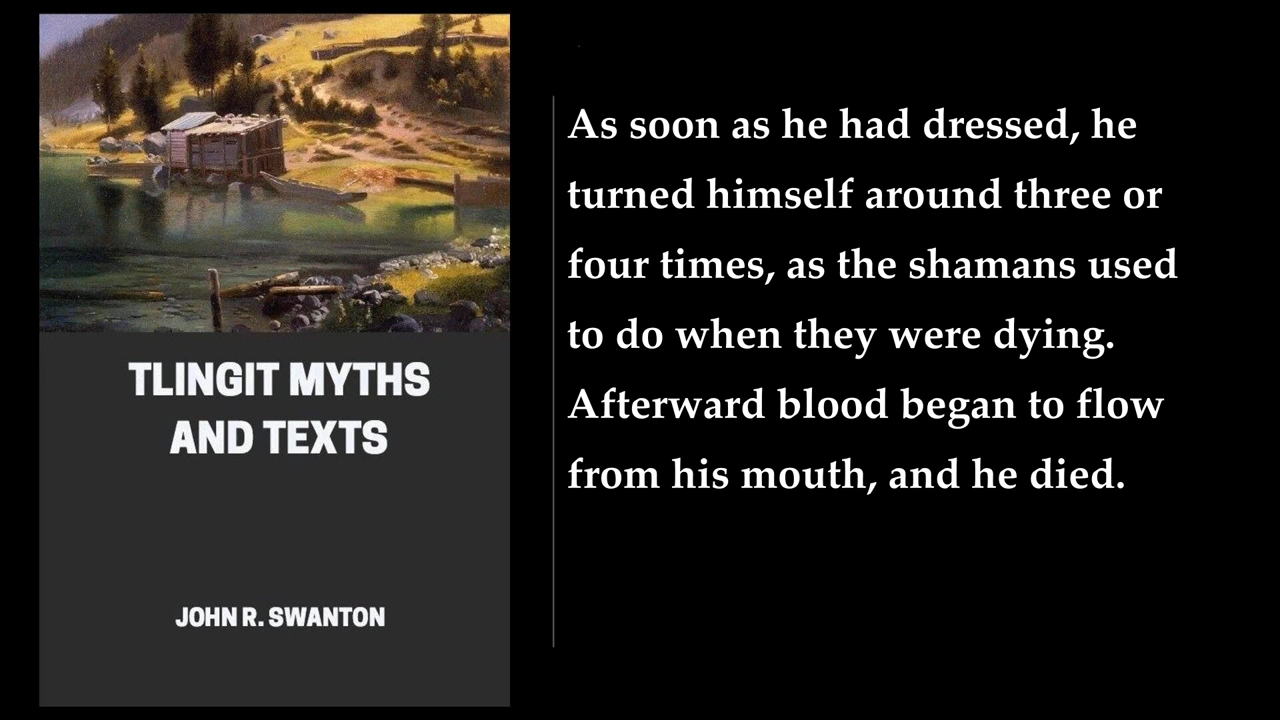 TLINGIT MYTHS
AND TEXTS
JOHN R. SWANTON
As soon as he had dressed, he
turned himself around three or
four times, as the shamans used
to do when they were dying.
Afterward blood began to flow
from his mouth, and he died.